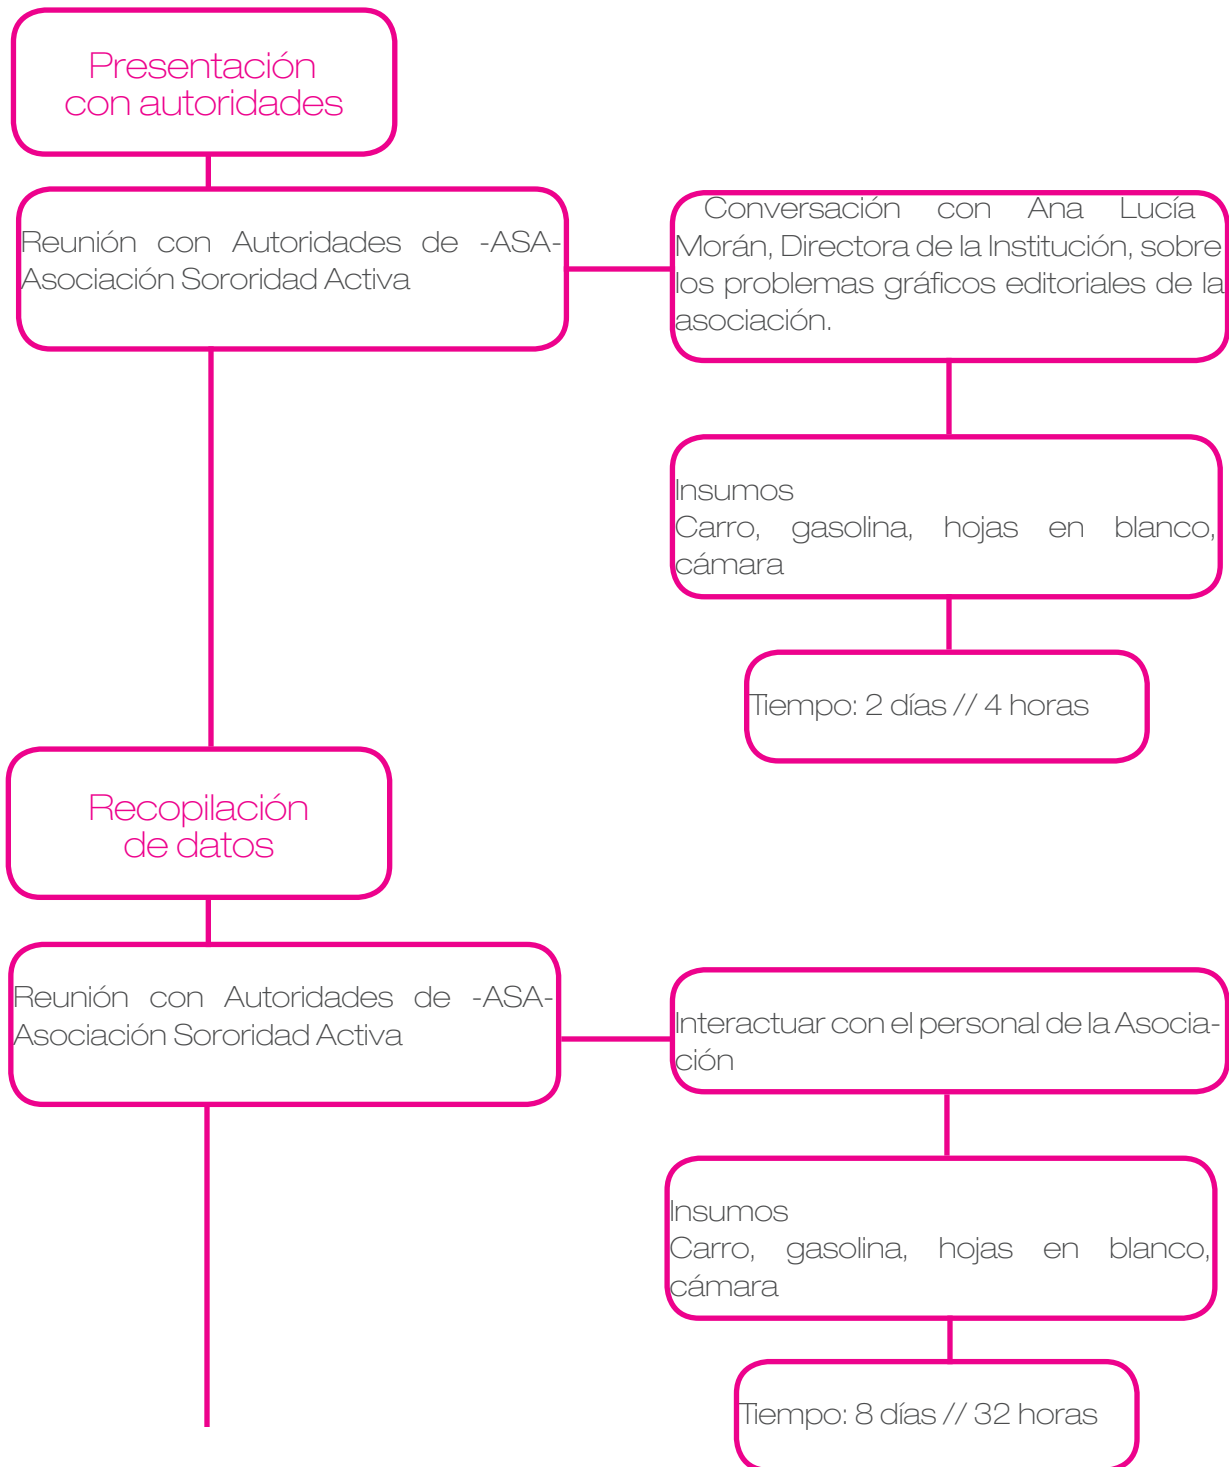 Presentación
con autoridades
Reunión con Autoridades de -ASA-
Asociación Sororidad Activa
Conversación con Ana Lucía
Morán, Directora de la Institución, sobre
los problemas gráficos editoriales de la
asociación.
Insumos
Carro, gasolina, hojas en blanco,
cámara
Tiempo: 2 días // 4 horas
Recopilación
de datos
Reunión con Autoridades de -ASA-
Asociación Sororidad Activa
Interactuar con el personal de la Asocia-
ción
Insumos
Carro, gasolina, hojas en blanco,
cámara
Tiempo: 8 días // 32 horas